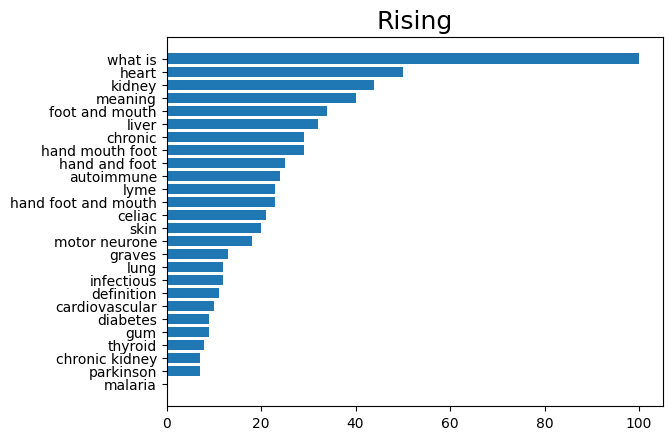 Rising
what is
heart
kidney
meaning
foot and mouth
liver
chronic
hand mouth foot
hand and foot
autoimmune
lyme
hand foot and mouth
celiac
skin
motor neurone
graves
lung
infectious
definition
cardiovascular
diabetes
gum
thyroid
chronic kidney
parkinson
malaria
0 20 40 60 80 100